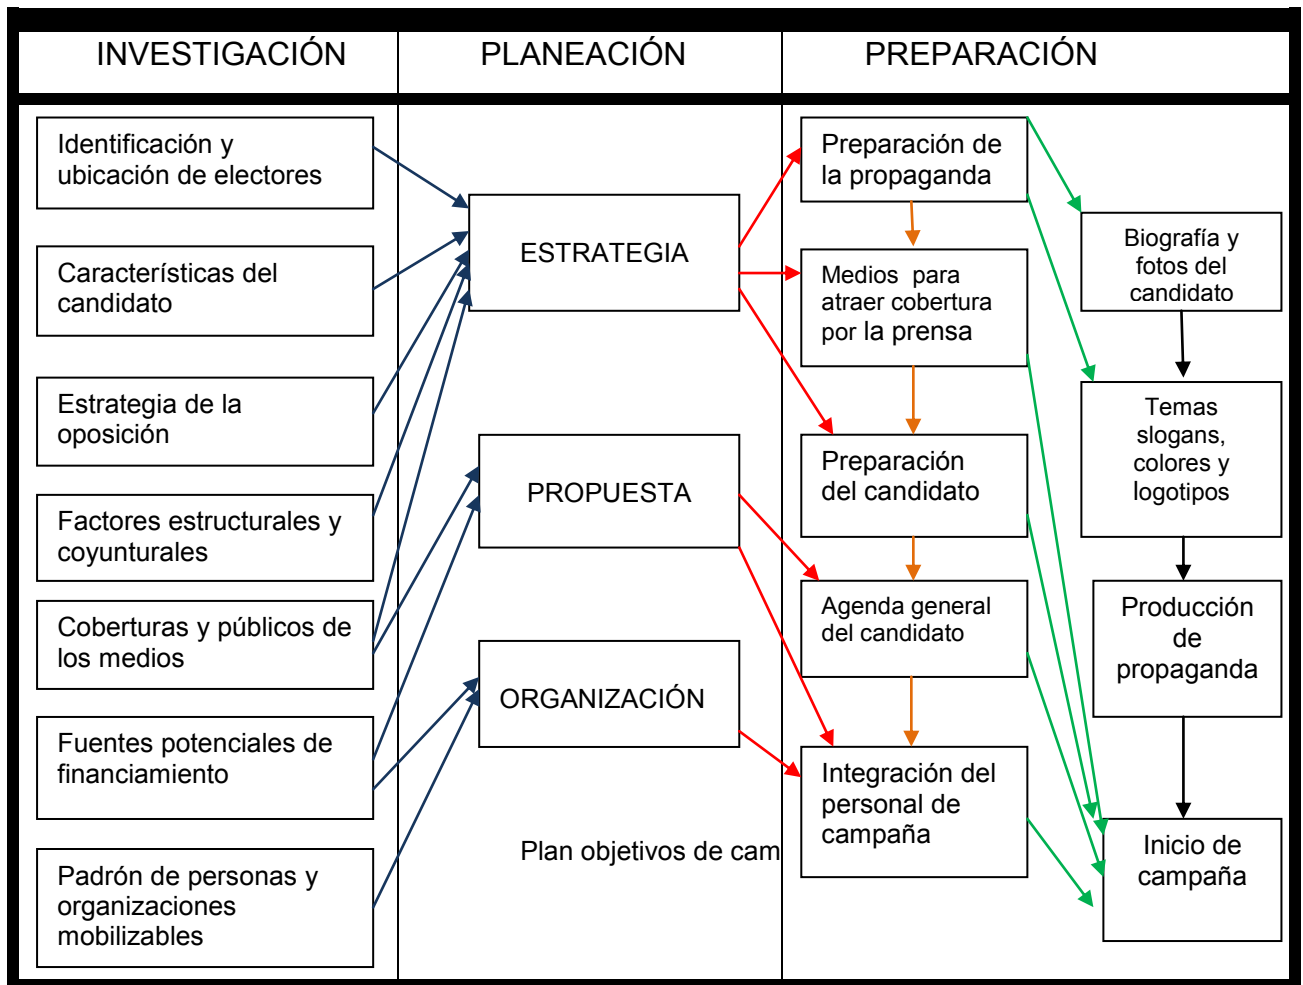 INVESTIGACIÓN
PLANEACIÓN
PREPARACIÓN
Identificación y
ubicación de electores
Características del
candidato
Estrategia de la
oposición
Factores estructurales y
coyunturales
Coberturas y públicos de
los medios
Fuentes potenciales de
financiamiento
Padrón de personas y
organizaciones
mobilizables
ESTRATEGIA
PROPUESTA
ORGANIZACIÓN
Plan objetivos de cam
Preparación de
la propaganda
Medios para
atraer cobertura
por la prensa
Preparación
del candidato
Agenda general
del candidato
Integración del
personal de
campaña
Biografía y
fotos del
candidato
Temas
slogans,
colores y
logotipos
Producción
de
propaganda
Inicio de
campaña